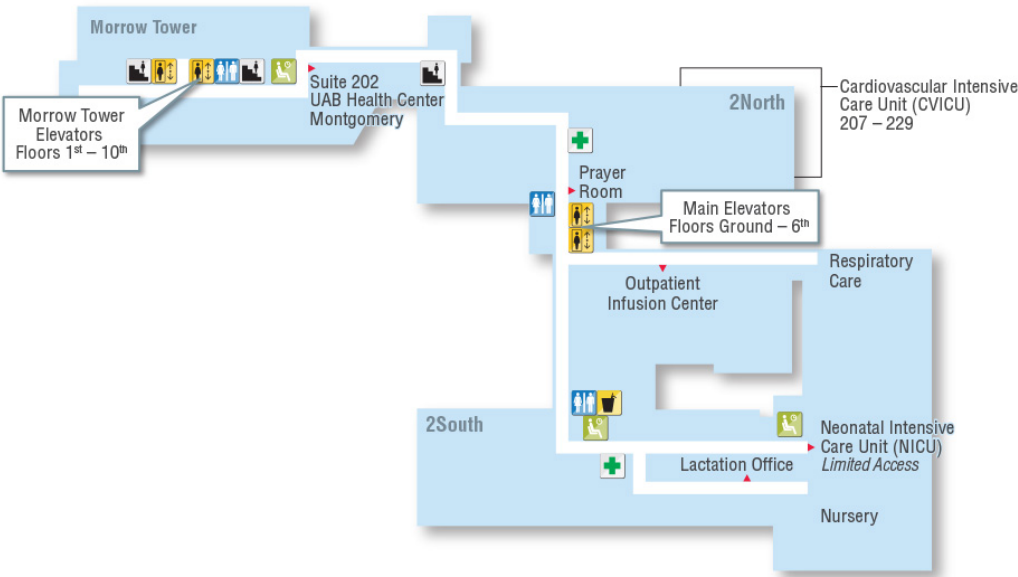 Morrow Tower
Suite 202
UAB Health Center
Montgomery
Morrow Tower
Elevators
Floors 1st – 10th
2North
Cardiovascular Intensive
Care Unit (CVICU)
207 – 229
Prayer
Room
Main Elevators
Floors Ground – 6th
Respiratory
Care
Outpatient
Infusion Center
2South
Neonatal Intensive
Care Unit (NICU)
Limited Access
Lactation Office
Nursery